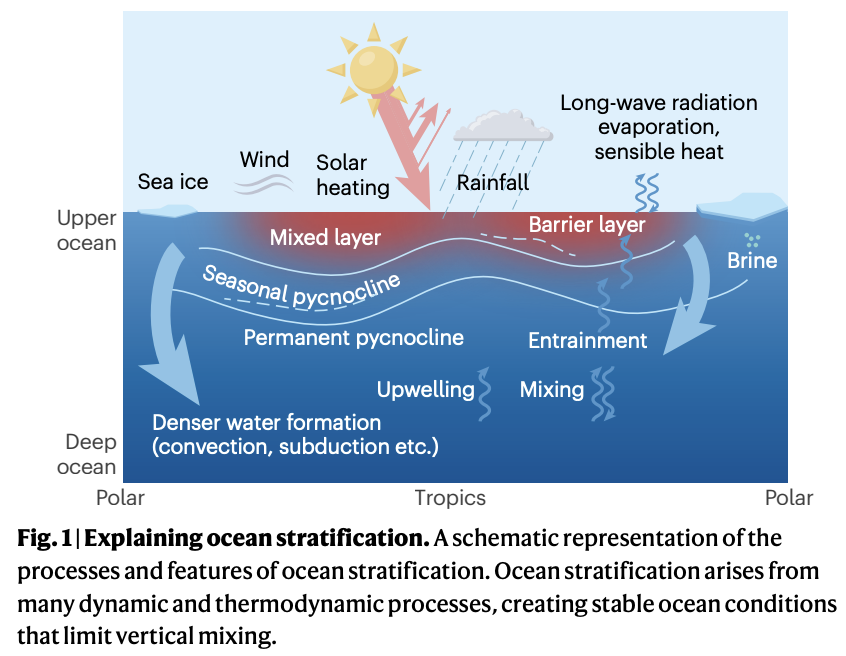 Long-wave radiation
evaporation,
sensible heat
Wind
Solar
heating
Sea ice
Rainfall
Upper
ocean
Mixed layer
Barrier layer
Brine
Seasonal pycnocline
Permanent pycnocline
Entrainment
Upwelling
Mixing
Denser water formation
(convection, subduction etc.)
Deep
ocean
Polar
Tropics
Polar
Fig. 1 | Explaining ocean stratification. A schematic representation of the
processes and features of ocean stratification. Ocean stratification arises from
many dynamic and thermodynamic processes, creating stable ocean conditions
that limit vertical mixing.